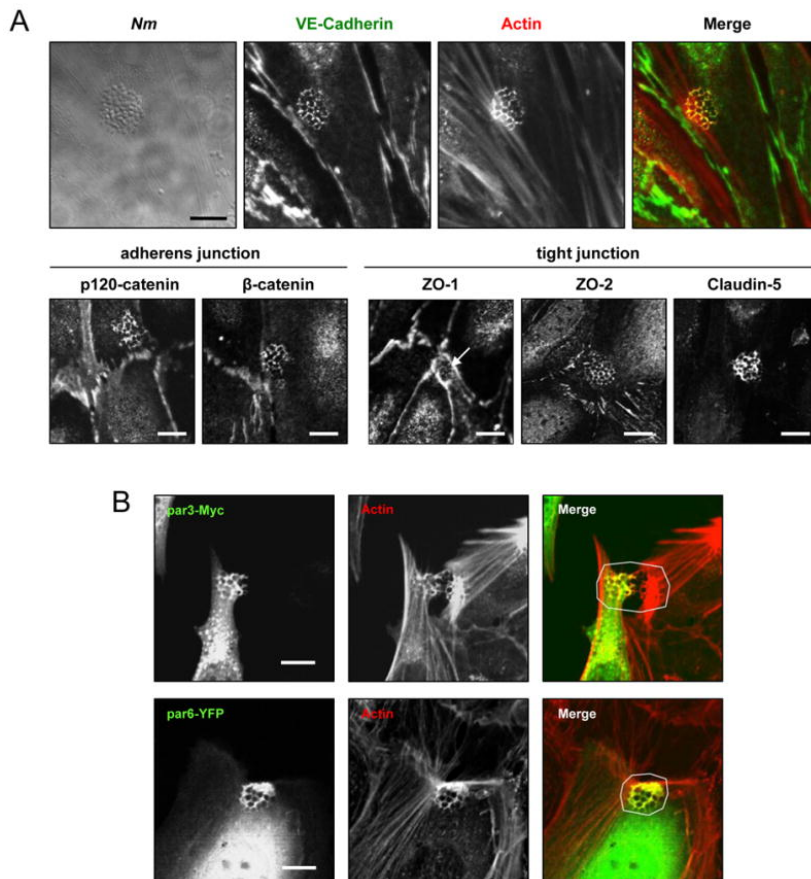 A
Nm VE-Cadherin Actin Merge
adherens junction tight junction
p120-catenin β-catenin ZO-1 ZO-2 Claudin-5
B
par3-Myc Actin Merge
par6-YFP Actin Merge